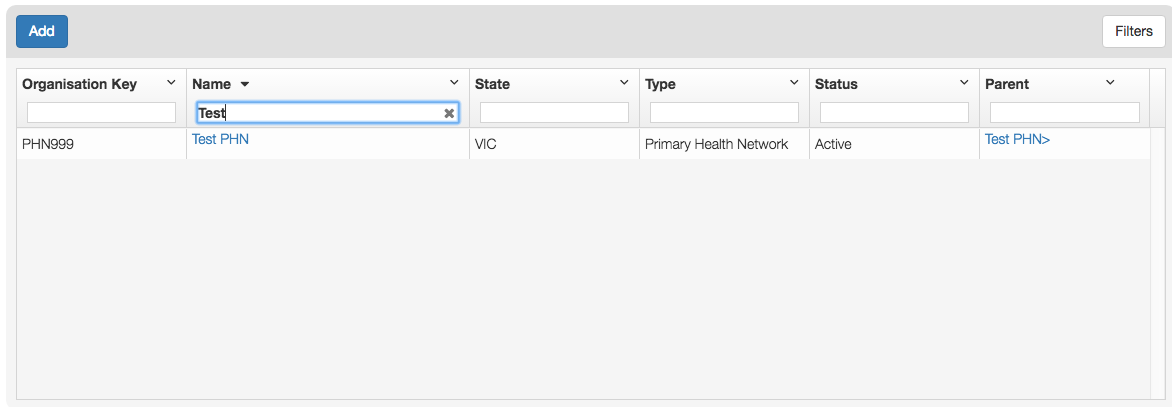 Add
Filters
Organisation Key Name State Type Status Parent
Test
PHN999 Test PHN VIC Primary Health Network Active Test PHN>